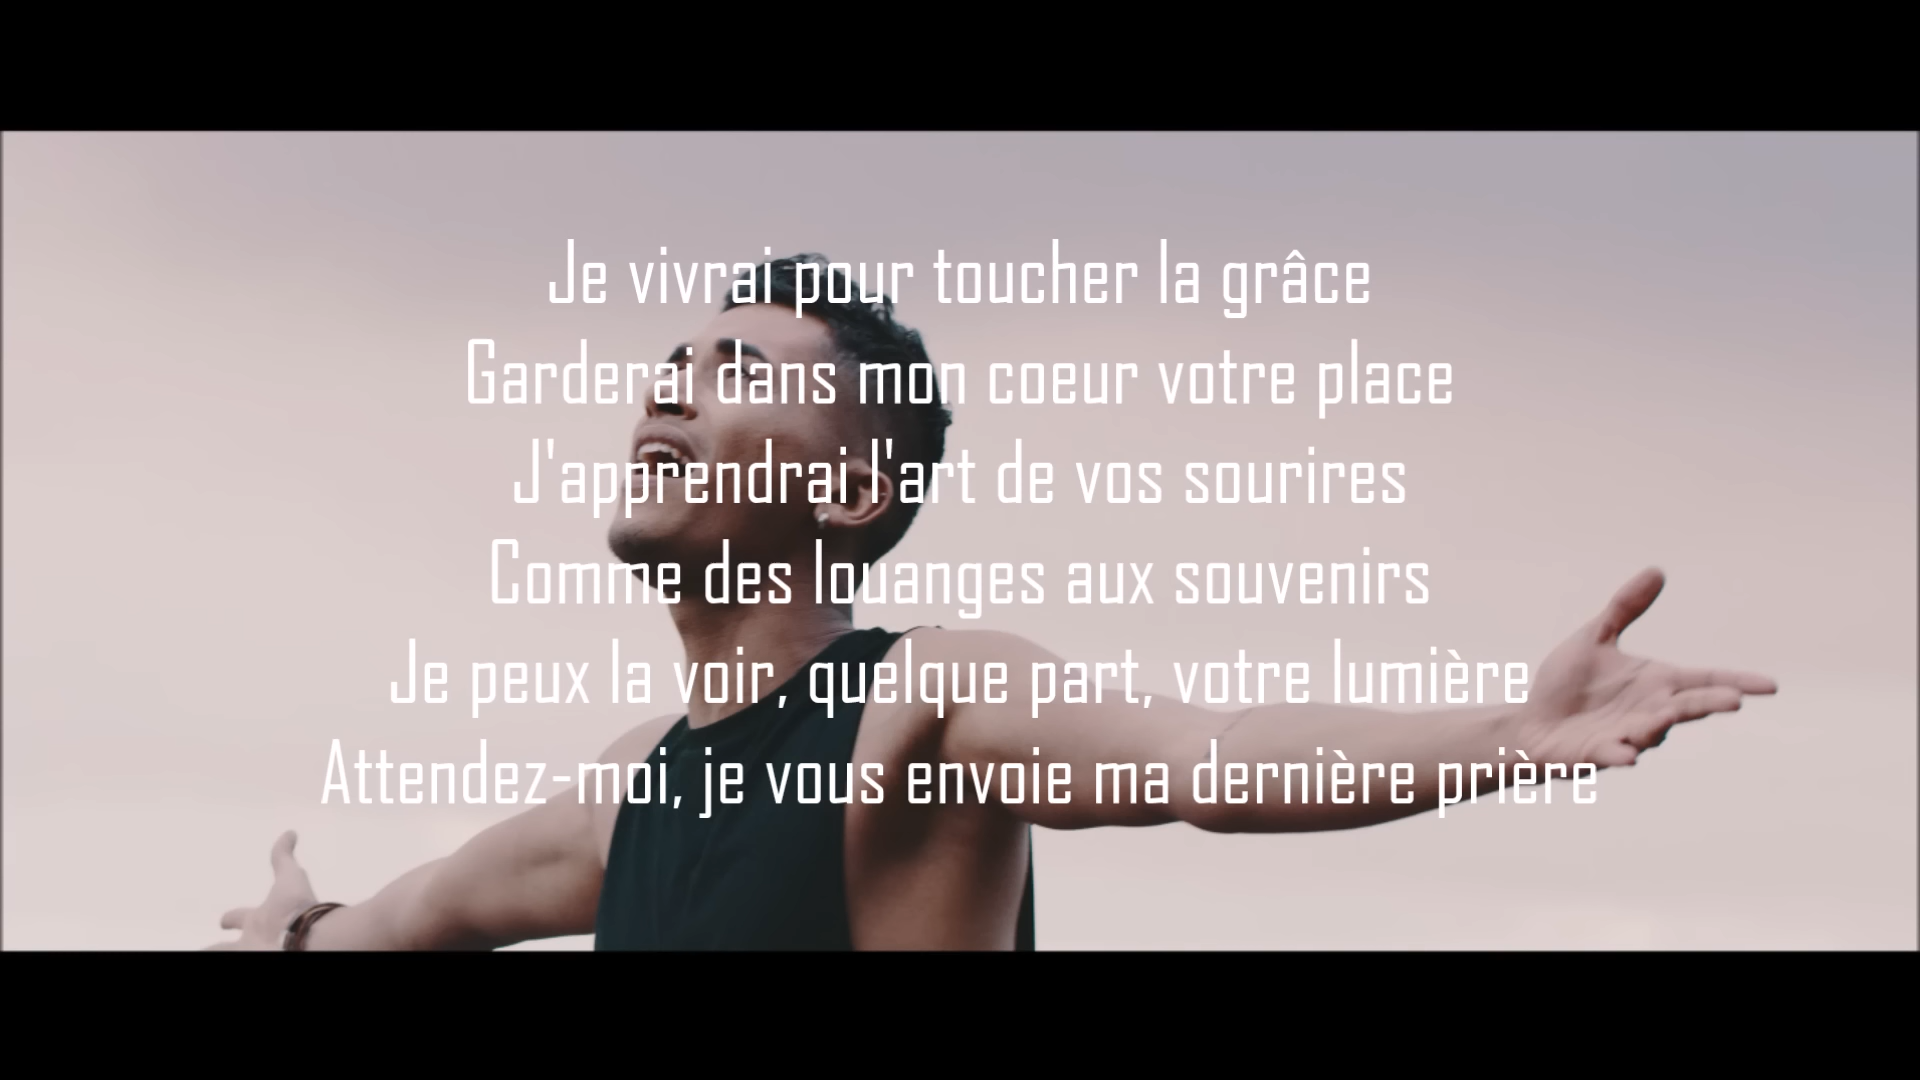 Je vivrai pour toucher la grâce
Garderai dans mon coeur votre place
J'apprendrai l'art de vos sourires
Comme des louanges aux souvenirs
Je peux la voir, quelque part, votre lumière
Attendez-moi, je vous envoie ma dernière prière